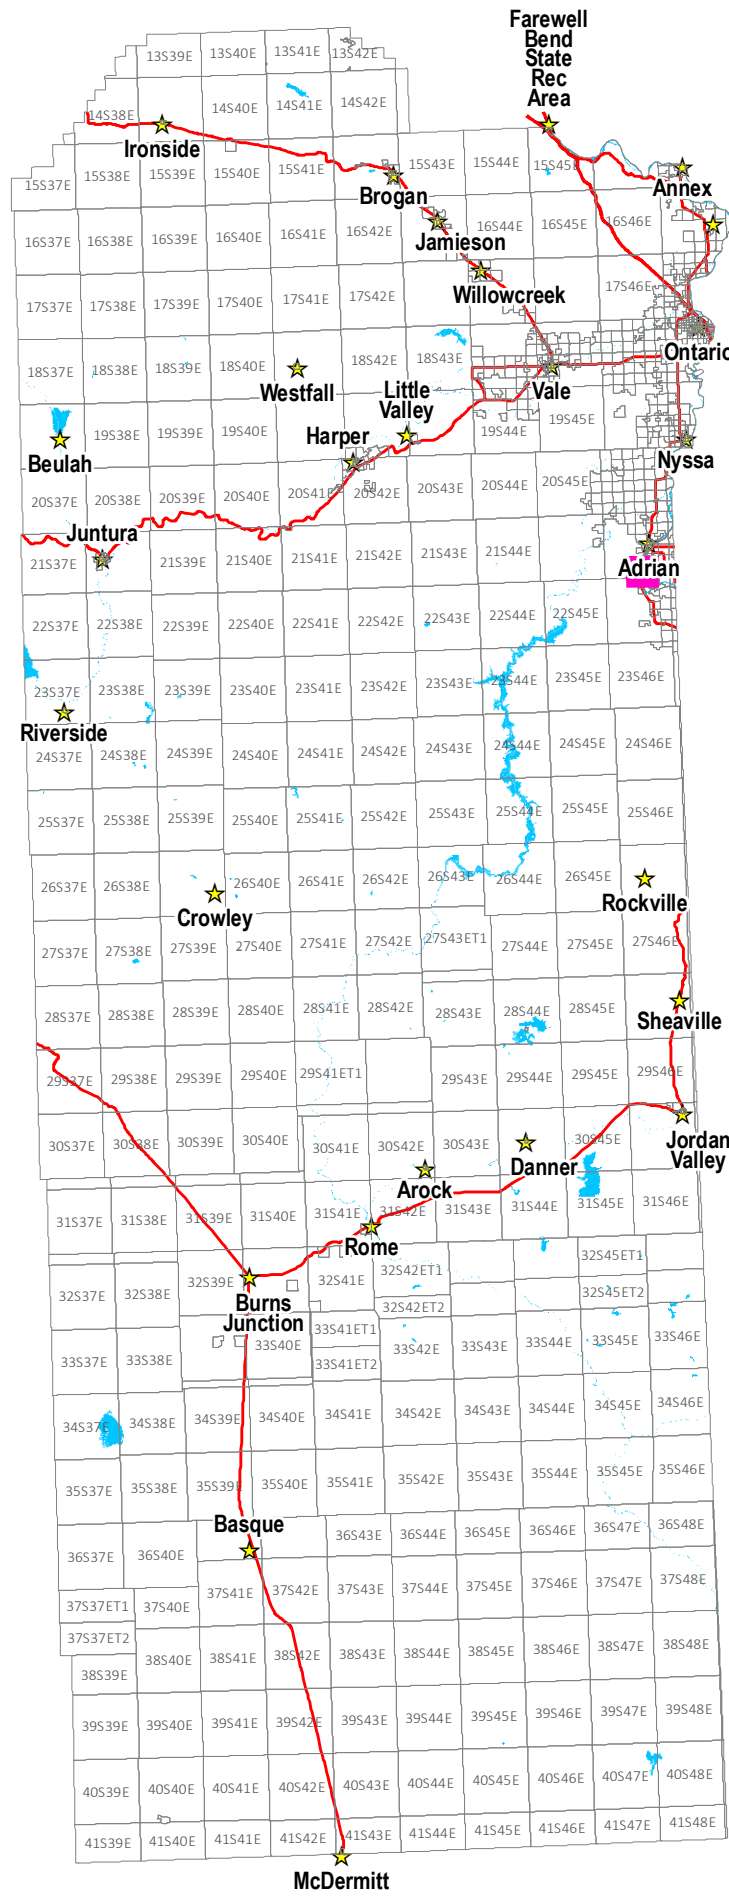 Farewell
Bend
State
Rec
Area
13S39E 13S40E 13S41E 13S42E
14S38E 14S40E 14S41E 14S42E
Ironside
15S37E 15S38E 15S39E 15S40E 15S41E 15S43E 15S44E 15S45E
Brogan
Annex
16S37E 16S38E 16S39E 16S40E 16S41E 16S42E 16S44E 16S45E 16S46E
Jamieson
17S37E 17S38E 17S39E 17S40E 17S41E 17S42E 17S46E
Willowcreek
Ontario
18S37E 18S38E 18S39E 18S40E 18S42E 18S43E
Westfall
Little
Valley
Vale
19S38E 19S39E 19S40E 19S44E 19S45E
Beulah
Harper
Nyssa
20S37E 20S38E 20S39E 20S40E 20S41E 20S42E 20S43E 20S44E 20S45E
Juntura
21S37E 21S39E 21S40E 21S41E 21S42E 21S43E 21S44E
Adrian
22S37E 22S38E 22S39E 22S40E 22S41E 22S42E 22S43E 22S44E 22S45E
23S37E 23S38E 23S39E 23S40E 23S41E 23S42E 23S43E 23S44E 23S45E 23S46E
Riverside
24S37E 24S38E 24S39E 24S40E 24S41E 24S42E 24S43E 24S44E 24S45E 24S46E
25S37E 25S38E 25S39E 25S40E 25S41E 25S42E 25S43E 25S44E 25S45E 25S46E
26S37E 26S38E 26S40E 26S41E 26S42E 26S43E 26S44E 26S45E
Crowley
Rockville
27S37E 27S38E 27S39E 27S40E 27S41E 27S42E 27S43ET1 27S44E 27S45E 27S46E
28S37E 28S38E 28S39E 28S40E 28S41E 28S42E 28S43E 28S44E 28S45E
Sheaville
29S37E 29S38E 29S39E 29S40E 29S41ET1 29S43E 29S44E 29S45E 29S46E
30S37E 30S38E 30S39E 30S40E 30S41E 30S42E 30S43E 30S45E
Jordan
Valley
Danner
Arock
31S37E 31S38E 31S39E 31S40E 31S41E 31S42E 31S43E 31S44E 31S45E 31S46E
Rome
32S37E 32S38E 32S39E 32S41E 32S42ET1 32S45ET1
32S42ET2 32S45ET2
Burns
Junction
33S37E 33S38E 33S40E 33S41ET1 33S42E 33S43E 33S44E 33S45E 33S46E
33S41ET2
34S37E 34S38E 34S39E 34S40E 34S41E 34S42E 34S43E 34S44E 34S45E 34S46E
35S37E 35S38E 35S39E 35S40E 35S41E 35S42E 35S43E 35S44E 35S45E 35S46E
Basque
36S37E 36S40E 36S43E 36S44E 36S45E 36S46E 36S47E 36S48E
37S37ET1 37S40E 37S41E 37S42E 37S43E 37S44E 37S45E 37S46E 37S47E 37S48E
37S37ET2
38S39E 38S40E 38S41E 38S42E 38S43E 38S44E 38S45E 38S46E 38S47E 38S48E
39S39E 39S40E 39S41E 39S42E 39S43E 39S44E 39S45E 39S46E 39S47E 39S48E
40S39E 40S40E 40S41E 40S42E 40S43E 40S44E 40S45E 40S46E 40S47E 40S48E
41S39E 41S40E 41S41E 41S42E 41S43E 41S44E 41S45E 41S46E 41S47E 41S48E
McDermitt